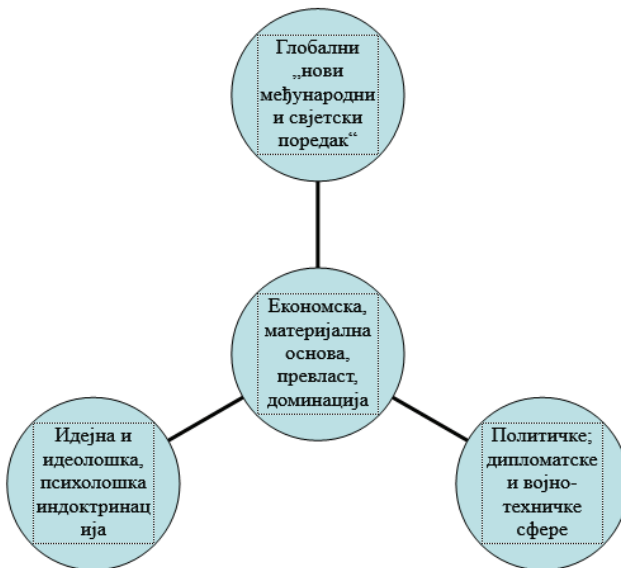 Глобални
„нови
међународни
и свјетски
поредак“
Економска,
материјална
основа,
превласт,
доминација
Идејна и
идеолошка,
психолошка
индоктринац
ија
Политичке;
дипломатске
и војно-
техничке
сфере